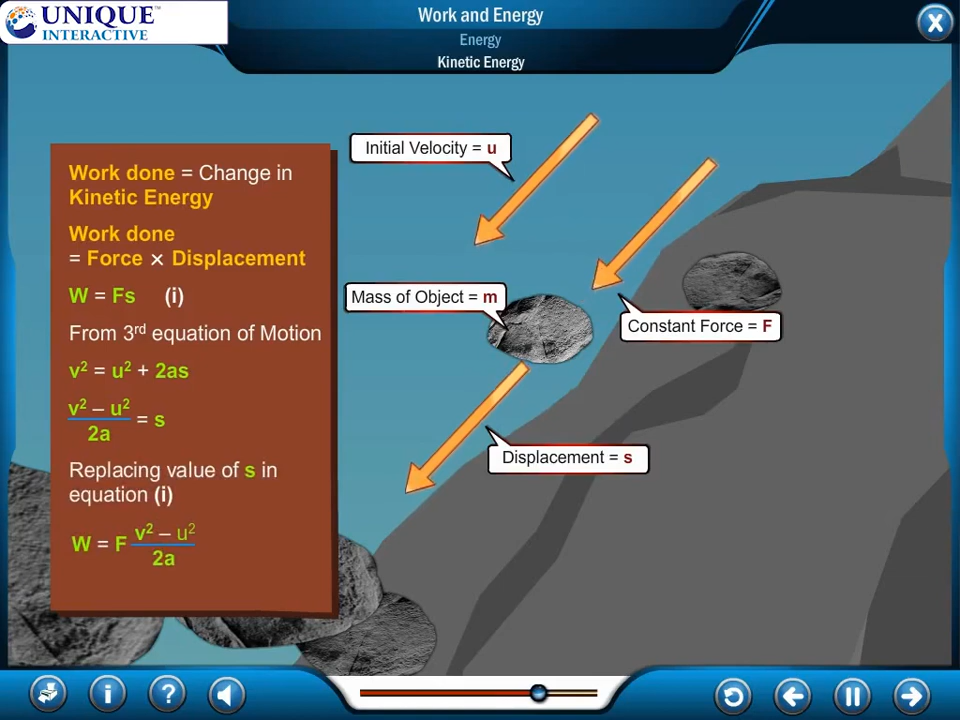 UNIQUE™
INTERACTIVE
Work and Energy
Energy
Kinetic Energy
X
Work done = Change in
Kinetic Energy
Work done
= Force × Displacement
W = Fs (i)
From 3rd equation of Motion
v² = u² + 2as
v² – u²
= s
2a
Replacing value of s in
equation (i)
W = F v² – u²
2a
Initial Velocity = u
Mass of Object = m
Constant Force = F
Displacement = s
i
?